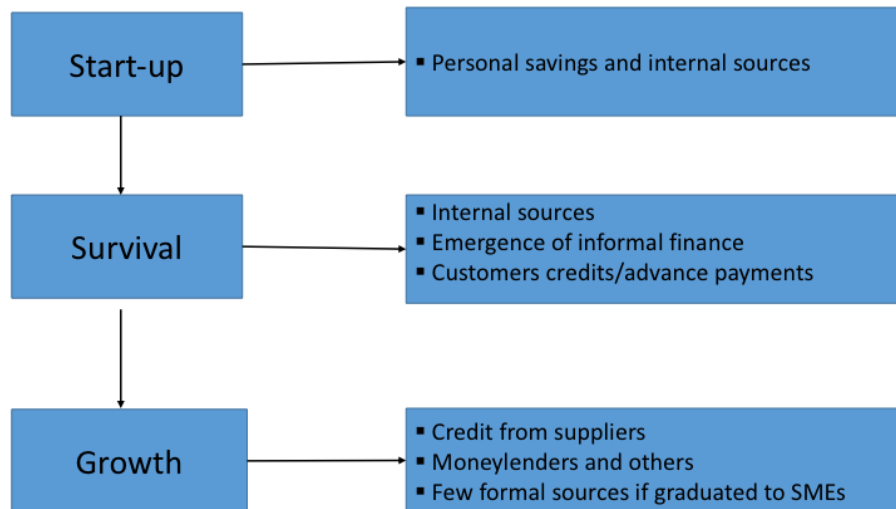 Start-up
▪ Personal savings and internal sources
Survival
▪ Internal sources
▪ Emergence of informal finance
▪ Customers credits/advance payments
Growth
▪ Credit from suppliers
▪ Moneylenders and others
▪ Few formal sources if graduated to SMEs